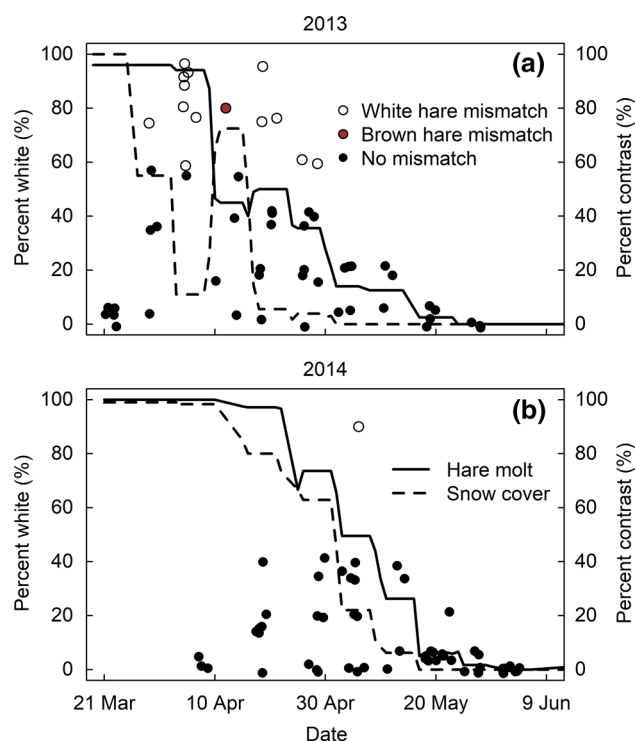 2013
(a)
100
80
60
40
20
0
Percent white (%)
100
80
60
40
20
0
Percent contrast (%)
White hare mismatch
Brown hare mismatch
No mismatch
2014
(b)
100
80
60
40
20
0
Percent white (%)
100
80
60
40
20
0
Percent contrast (%)
Hare molt
Snow cover
21 Mar 10 Apr 30 Apr 20 May 9 Jun
Date